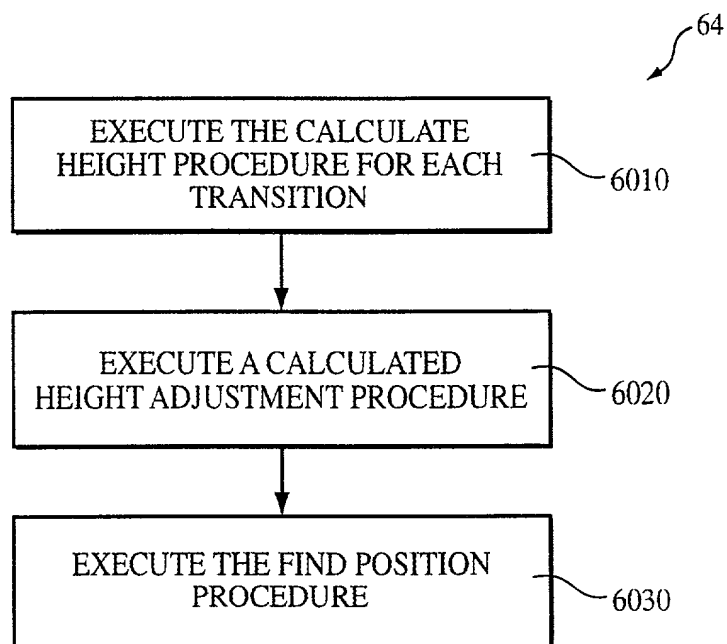 64
EXECUTE THE CALCULATE
HEIGHT PROCEDURE FOR EACH
TRANSITION
6010
EXECUTE A CALCULATED
HEIGHT ADJUSTMENT PROCEDURE
6020
EXECUTE THE FIND POSITION
PROCEDURE
6030